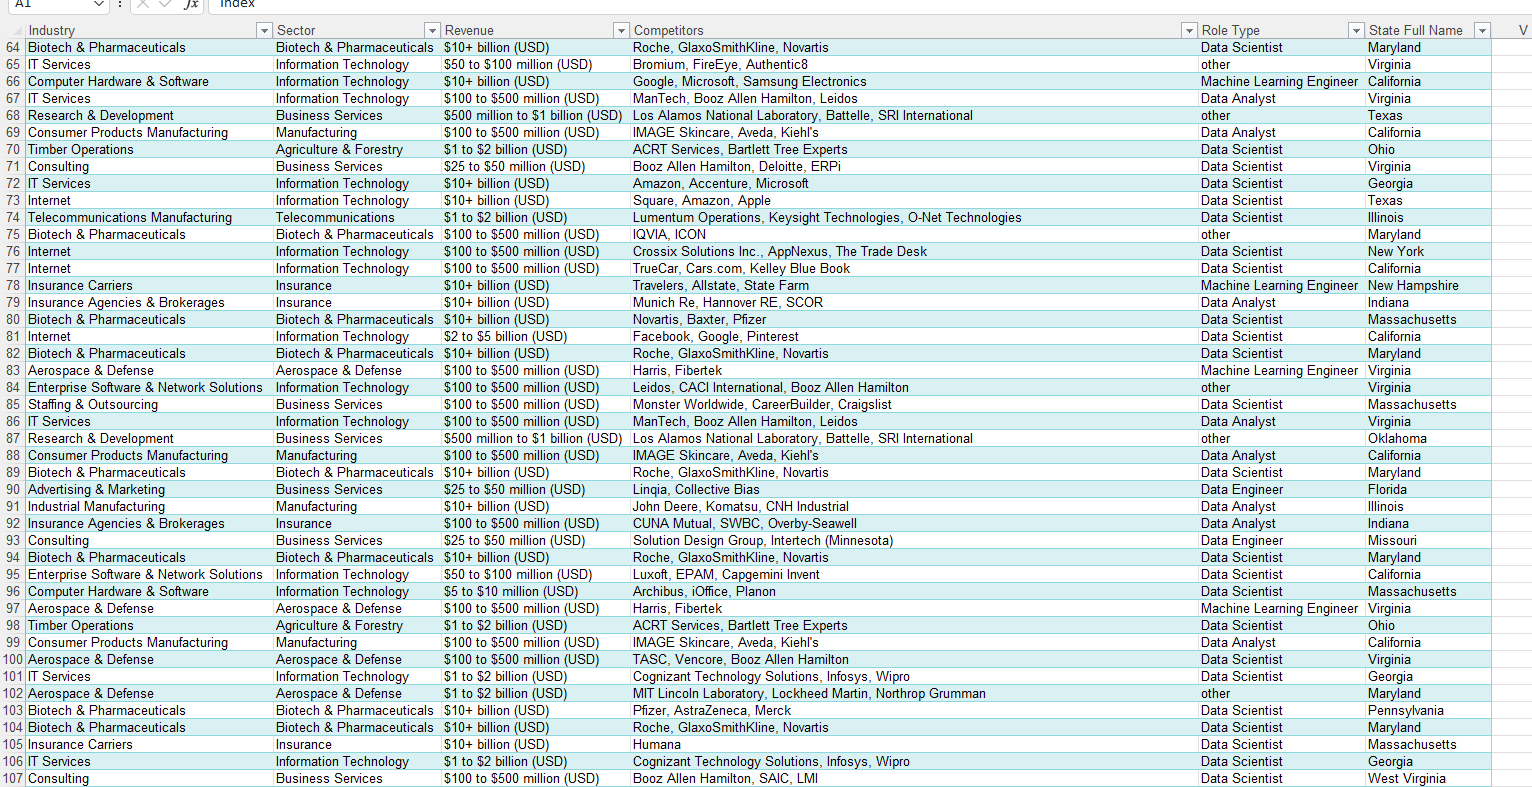 A1 fx Index
Industry Sector Revenue Competitors Role Type State Full Name V
64 Biotech & Pharmaceuticals Biotech & Pharmaceuticals $10+ billion (USD) Roche, GlaxoSmithKline, Novartis Data Scientist Maryland
65 IT Services Information Technology $50 to $100 million (USD) Bromium, FireEye, Authentic8 other Virginia
66 Computer Hardware & Software Information Technology $10+ billion (USD) Google, Microsoft, Samsung Electronics Machine Learning Engineer California
67 IT Services Information Technology $100 to $500 million (USD) ManTech, Booz Allen Hamilton, Leidos Data Analyst Virginia
68 Research & Development Business Services $500 million to $1 billion (USD) Los Alamos National Laboratory, Battelle, SRI International other Texas
69 Consumer Products Manufacturing Manufacturing $100 to $500 million (USD) IMAGE Skincare, Aveda, Kiehl's Data Analyst California
70 Timber Operations Agriculture & Forestry $1 to $2 billion (USD) ACRT Services, Bartlett Tree Experts Data Scientist Ohio
71 Consulting Business Services $25 to $50 million (USD) Booz Allen Hamilton, Deloitte, ERPi Data Scientist Virginia
72 IT Services Information Technology $10+ billion (USD) Amazon, Accenture, Microsoft Data Scientist Georgia
73 Internet Information Technology $10+ billion (USD) Square, Amazon, Apple Data Scientist Texas
74 Telecommunications Manufacturing Telecommunications $1 to $2 billion (USD) Lumentum Operations, Keysight Technologies, O-Net Technologies Data Scientist Illinois
75 Biotech & Pharmaceuticals Biotech & Pharmaceuticals $100 to $500 million (USD) IQVIA, ICON other Maryland
76 Internet Information Technology $100 to $500 million (USD) Crossix Solutions Inc., AppNexus, The Trade Desk Data Scientist New York
77 Internet Information Technology $100 to $500 million (USD) TrueCar, Cars.com, Kelley Blue Book Data Scientist California
78 Insurance Carriers Insurance $10+ billion (USD) Travelers, Allstate, State Farm Machine Learning Engineer New Hampshire
79 Insurance Agencies & Brokerages Insurance $10+ billion (USD) Munich Re, Hannover RE, SCOR Data Analyst Indiana
80 Biotech & Pharmaceuticals Biotech & Pharmaceuticals $10+ billion (USD) Novartis, Baxter, Pfizer Data Scientist Massachusetts
81 Internet Information Technology $2 to $5 billion (USD) Facebook, Google, Pinterest Data Scientist California
82 Biotech & Pharmaceuticals Biotech & Pharmaceuticals $10+ billion (USD) Roche, GlaxoSmithKline, Novartis Data Scientist Maryland
83 Aerospace & Defense Aerospace & Defense $100 to $500 million (USD) Harris, Fibertek Machine Learning Engineer Virginia
84 Enterprise Software & Network Solutions Information Technology $100 to $500 million (USD) Leidos, CACI International, Booz Allen Hamilton other Virginia
85 Staffing & Outsourcing Business Services $100 to $500 million (USD) Monster Worldwide, CareerBuilder, Craigslist Data Scientist Massachusetts
86 IT Services Information Technology $100 to $500 million (USD) ManTech, Booz Allen Hamilton, Leidos Data Analyst Virginia
87 Research & Development Business Services $500 million to $1 billion (USD) Los Alamos National Laboratory, Battelle, SRI International other Oklahoma
88 Consumer Products Manufacturing Manufacturing $100 to $500 million (USD) IMAGE Skincare, Aveda, Kiehl's Data Analyst California
89 Biotech & Pharmaceuticals Biotech & Pharmaceuticals $10+ billion (USD) Roche, GlaxoSmithKline, Novartis Data Scientist Maryland
90 Advertising & Marketing Business Services $25 to $50 million (USD) Linqia, Collective Bias Data Engineer Florida
91 Industrial Manufacturing Manufacturing $10+ billion (USD) John Deere, Komatsu, CNH Industrial Data Analyst Illinois
92 Insurance Agencies & Brokerages Insurance $100 to $500 million (USD) CUNA Mutual, SWBC, Overby-Seawell Data Analyst Indiana
93 Consulting Business Services $25 to $50 million (USD) Solution Design Group, Intertech (Minnesota) Data Engineer Missouri
94 Biotech & Pharmaceuticals Biotech & Pharmaceuticals $10+ billion (USD) Roche, GlaxoSmithKline, Novartis Data Scientist Maryland
95 Enterprise Software & Network Solutions Information Technology $50 to $100 million (USD) Luxoft, EPAM, Capgemini Invent Data Scientist California
96 Computer Hardware & Software Information Technology $5 to $10 million (USD) Archibus, iOffice, Planon Data Scientist Massachusetts
97 Aerospace & Defense Aerospace & Defense $100 to $500 million (USD) Harris, Fibertek Machine Learning Engineer Virginia
98 Timber Operations Agriculture & Forestry $1 to $2 billion (USD) ACRT Services, Bartlett Tree Experts Data Scientist Ohio
99 Consumer Products Manufacturing Manufacturing $100 to $500 million (USD) IMAGE Skincare, Aveda, Kiehl's Data Analyst California
100 Aerospace & Defense Aerospace & Defense $100 to $500 million (USD) TASC, Vencore, Booz Allen Hamilton Data Scientist Virginia
101 IT Services Information Technology $1 to $2 billion (USD) Cognizant Technology Solutions, Infosys, Wipro Data Scientist Georgia
102 Aerospace & Defense Aerospace & Defense $1 to $2 billion (USD) MIT Lincoln Laboratory, Lockheed Martin, Northrop Grumman other Maryland
103 Biotech & Pharmaceuticals Biotech & Pharmaceuticals $10+ billion (USD) Pfizer, AstraZeneca, Merck Data Scientist Pennsylvania
104 Biotech & Pharmaceuticals Biotech & Pharmaceuticals $10+ billion (USD) Roche, GlaxoSmithKline, Novartis Data Scientist Maryland
105 Insurance Carriers Insurance $10+ billion (USD) Humana Data Scientist Massachusetts
106 IT Services Information Technology $1 to $2 billion (USD) Cognizant Technology Solutions, Infosys, Wipro Data Scientist Georgia
107 Consulting Business Services $100 to $500 million (USD) Booz Allen Hamilton, SAIC, LMI Data Scientist West Virginia